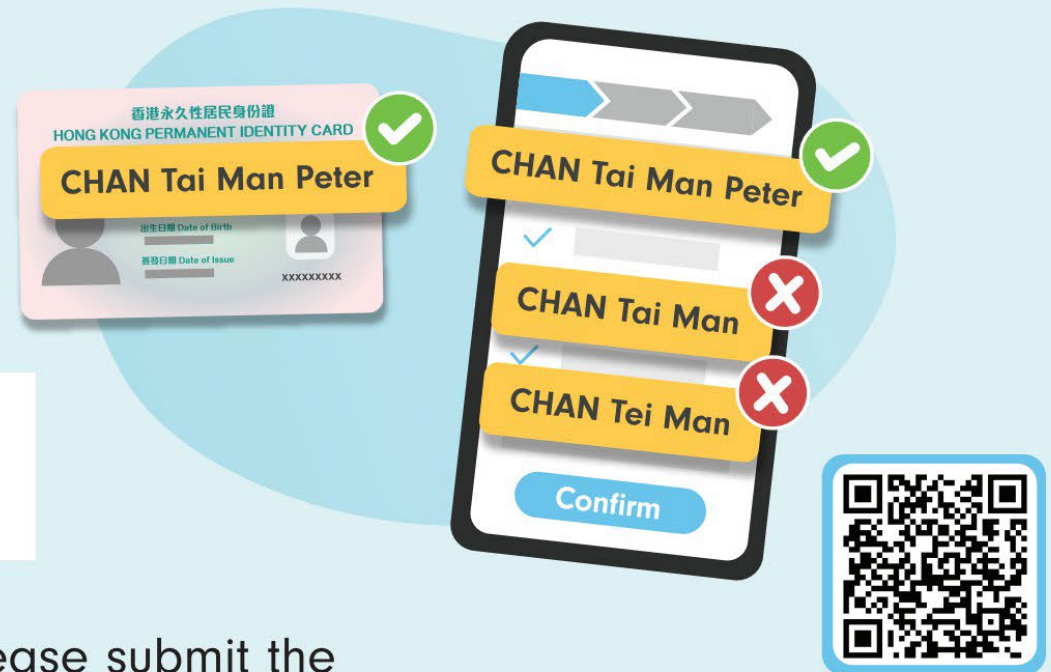 香港永久性居民身份證
HONG KONG PERMANENT IDENTITY CARD
CHAN Tai Man Peter
出生日期 Date of Birth
簽發日期 Date of Issue
XXXXXXXXX
CHAN Tai Man Peter
CHAN Tai Man
CHAN Tei Man
Confirm
ease submit the